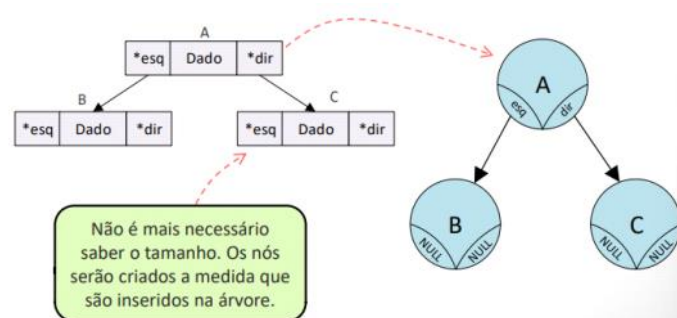 A
*esq Dado *dir
B
*esq Dado *dir
C
*esq Dado *dir
Não é mais necessário
saber o tamanho. Os nós
serão criados a medida que
são inseridos na árvore.
A
esq dir
B
NULL NULL
C
NULL NULL